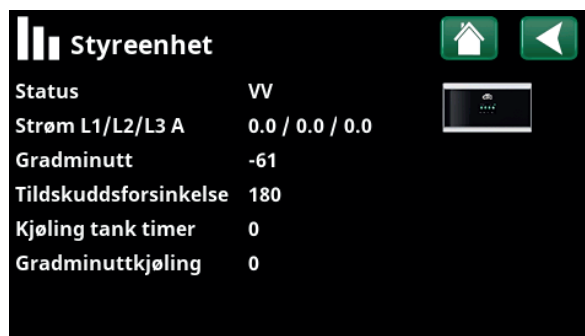 Styreenhet
Status VV
Strøm L1/L2/L3 A 0.0 / 0.0 / 0.0
Gradminutt -61
Tildskuddsforsinkelse 180
Kjøling tank timer 0
Gradminuttkjøling 0